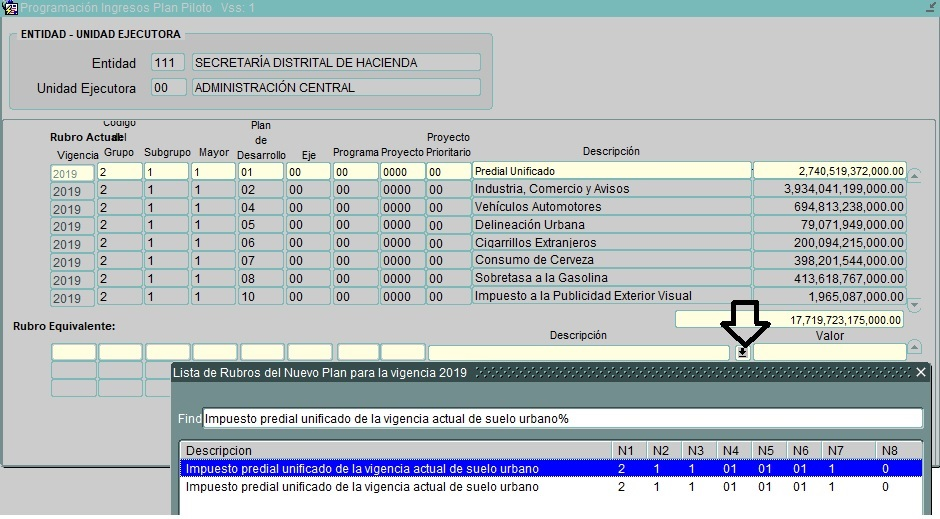 Programación Ingresos Plan Piloto Vss: 1
ENTIDAD - UNIDAD EJECUTORA
Entidad 111 SECRETARÍA DISTRITAL DE HACIENDA
Unidad Ejecutora 00 ADMINISTRACIÓN CENTRAL
Rubro Actual:
Vigencia Código del Grupo Subgrupo Mayor Plan de Desarrollo Eje Programa Proyecto Proyecto Prioritario Descripción
2019 2 1 1 01 00 00 0000 00 Predial Unificado 2,740,519,372,000.00
2019 2 1 1 02 00 00 0000 00 Industria, Comercio y Avisos 3,934,041,199,000.00
2019 2 1 1 04 00 00 0000 00 Vehículos Automotores 694,813,238,000.00
2019 2 1 1 05 00 00 0000 00 Delineación Urbana 79,071,949,000.00
2019 2 1 1 06 00 00 0000 00 Cigarrillos Extranjeros 200,094,215,000.00
2019 2 1 1 07 00 00 0000 00 Consumo de Cerveza 398,201,544,000.00
2019 2 1 1 08 00 00 0000 00 Sobretasa a la Gasolina 413,618,767,000.00
2019 2 1 1 10 00 00 0000 00 Impuesto a la Publicidad Exterior Visual 1,965,087,000.00
17,719,723,175,000.00
Rubro Equivalente: Descripción Valor
Lista de Rubros del Nuevo Plan para la vigencia 2019
Find Impuesto predial unificado de la vigencia actual de suelo urbano%
Descripcion N1 N2 N3 N4 N5 N6 N7 N8
Impuesto predial unificado de la vigencia actual de suelo urbano 2 1 1 01 01 01 1 0
Impuesto predial unificado de la vigencia actual de suelo urbano 2 1 1 01 01 01 1 0